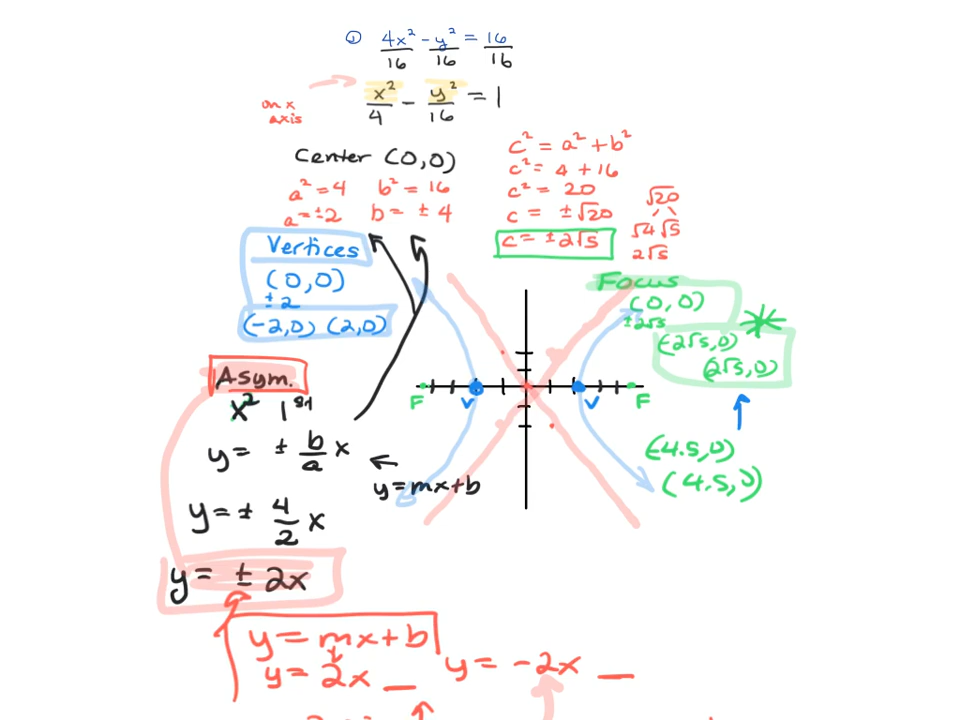 ① 4x² - y² = 16
16 16 16
on x axis
x²/4 - y²/16 = 1
Center (0,0)
a² = 4 b² = 16
a = ±2 b = ±4
c² = a² + b²
c² = 4 + 16
c² = 20
c = ±√20
c = ±2√5
√20
√4 √5
2√5
Vertices
(0,0)
±2
(-2,0) (2,0)
Focus
(0,0)
±2√5
(-2√5,0)
(2√5,0)
F V V F
(-4.5,0)
(4.5,0)
Asym.
x² 1st
y = ± b/a x
y=mx+b
y = ± 4/2 x
y = ± 2x
y = mx+b
y = 2x __ y = -2x __